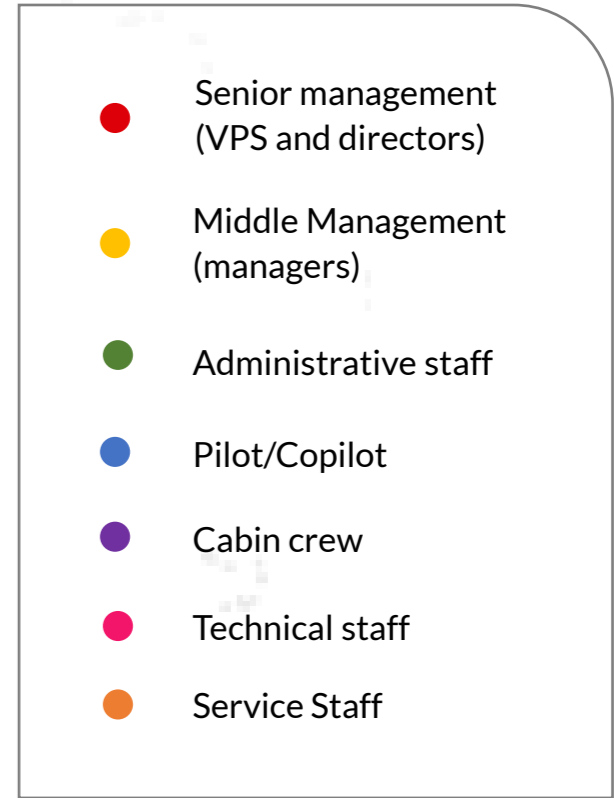 Senior management
(VPS and directors)
Middle Management
(managers)
Administrative staff
Pilot/Copilot
Cabin crew
Technical staff
Service Staff